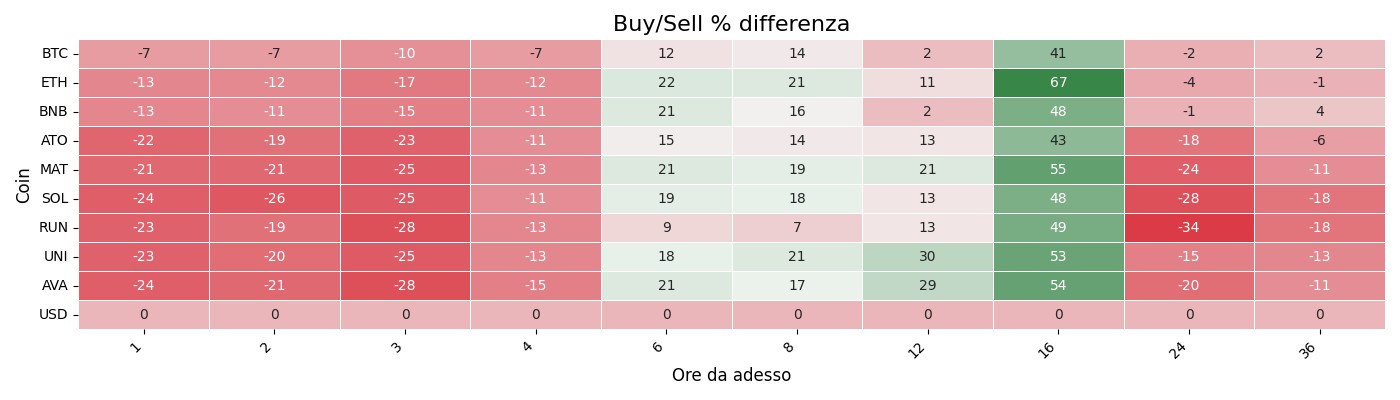 Buy/Sell % differenza
Coin
BTC -7 -7 -10 -7 12 14 2 41 -2 2
ETH -13 -12 -17 -12 22 21 11 67 -4 -1
BNB -13 -11 -15 -11 21 16 2 48 -1 4
ATO -22 -19 -23 -11 15 14 13 43 -18 -6
MAT -21 -21 -25 -13 21 19 21 55 -24 -11
SOL -24 -26 -25 -11 19 18 13 48 -28 -18
RUN -23 -19 -28 -13 9 7 13 49 -34 -18
UNI -23 -20 -25 -13 18 21 30 53 -15 -13
AVA -24 -21 -28 -15 21 17 29 54 -20 -11
USD 0 0 0 0 0 0 0 0 0 0
1 2 3 4 6 8 12 16 24 36
Ore da adesso